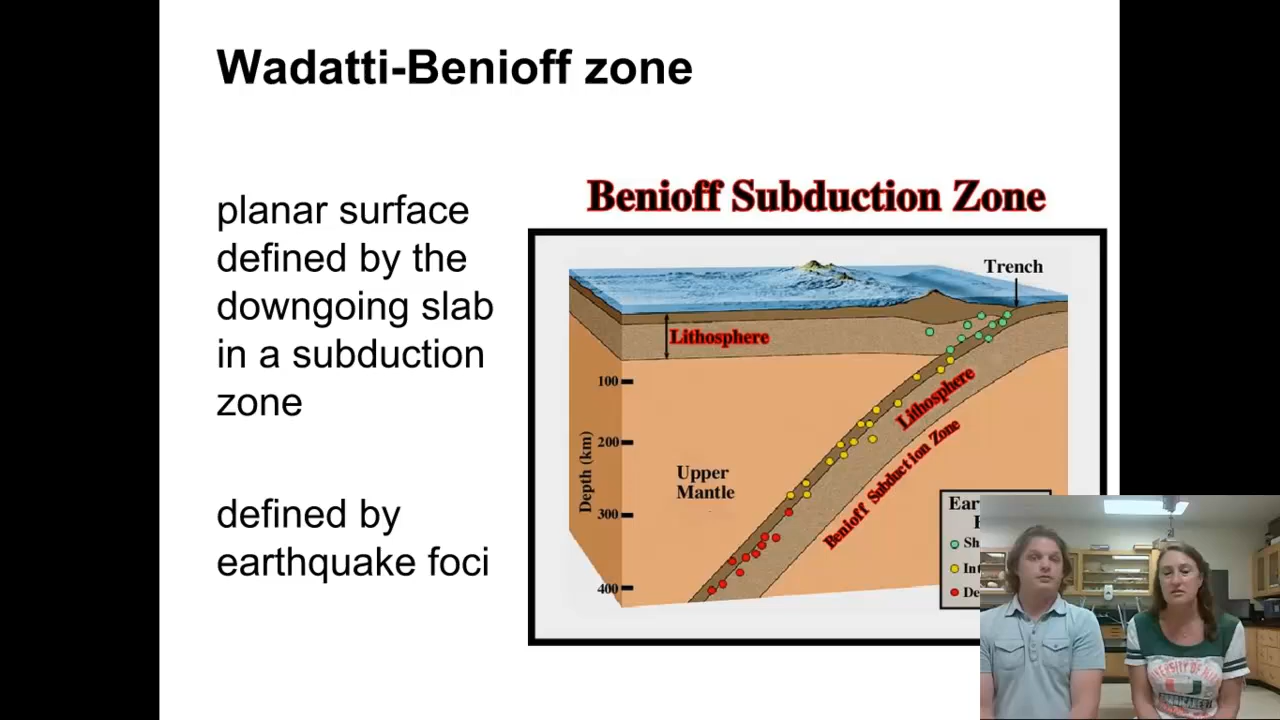 Wadatti-Benioff zone
planar surface
defined by the
downgoing slab
in a subduction
zone
defined by
earthquake foci
Benioff Subduction Zone
Trench
Lithosphere
100
Lithosphere
Depth (km)
200
Benioff Subduction Zone
Upper
Mantle
300
400